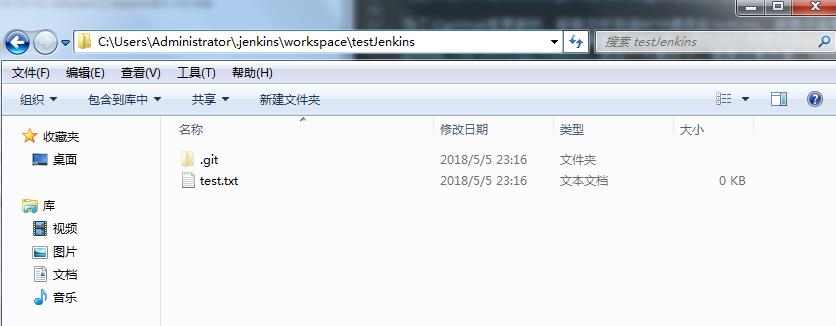 C:\Users\Administrator\.jenkins\workspace\testJenkins 搜索 testJenkins
文件(F) 编辑(E) 查看(V) 工具(T) 帮助(H)
组织 包含到库中 共享 新建文件夹
名称 修改日期 类型 大小
收藏夹
桌面
库
视频
图片
文档
音乐
.git 2018/5/5 23:16 文件夹
test.txt 2018/5/5 23:16 文本文档 0 KB